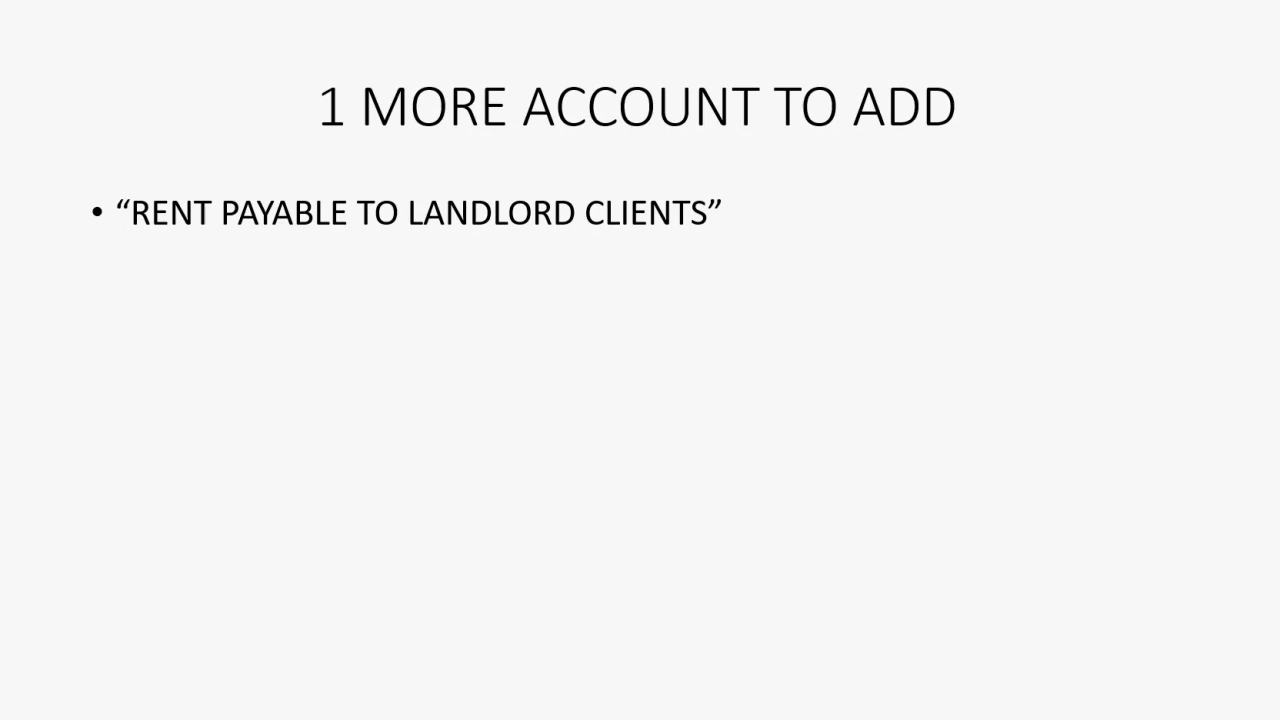 1 MORE ACCOUNT TO ADD
• “RENT PAYABLE TO LANDLORD CLIENTS”